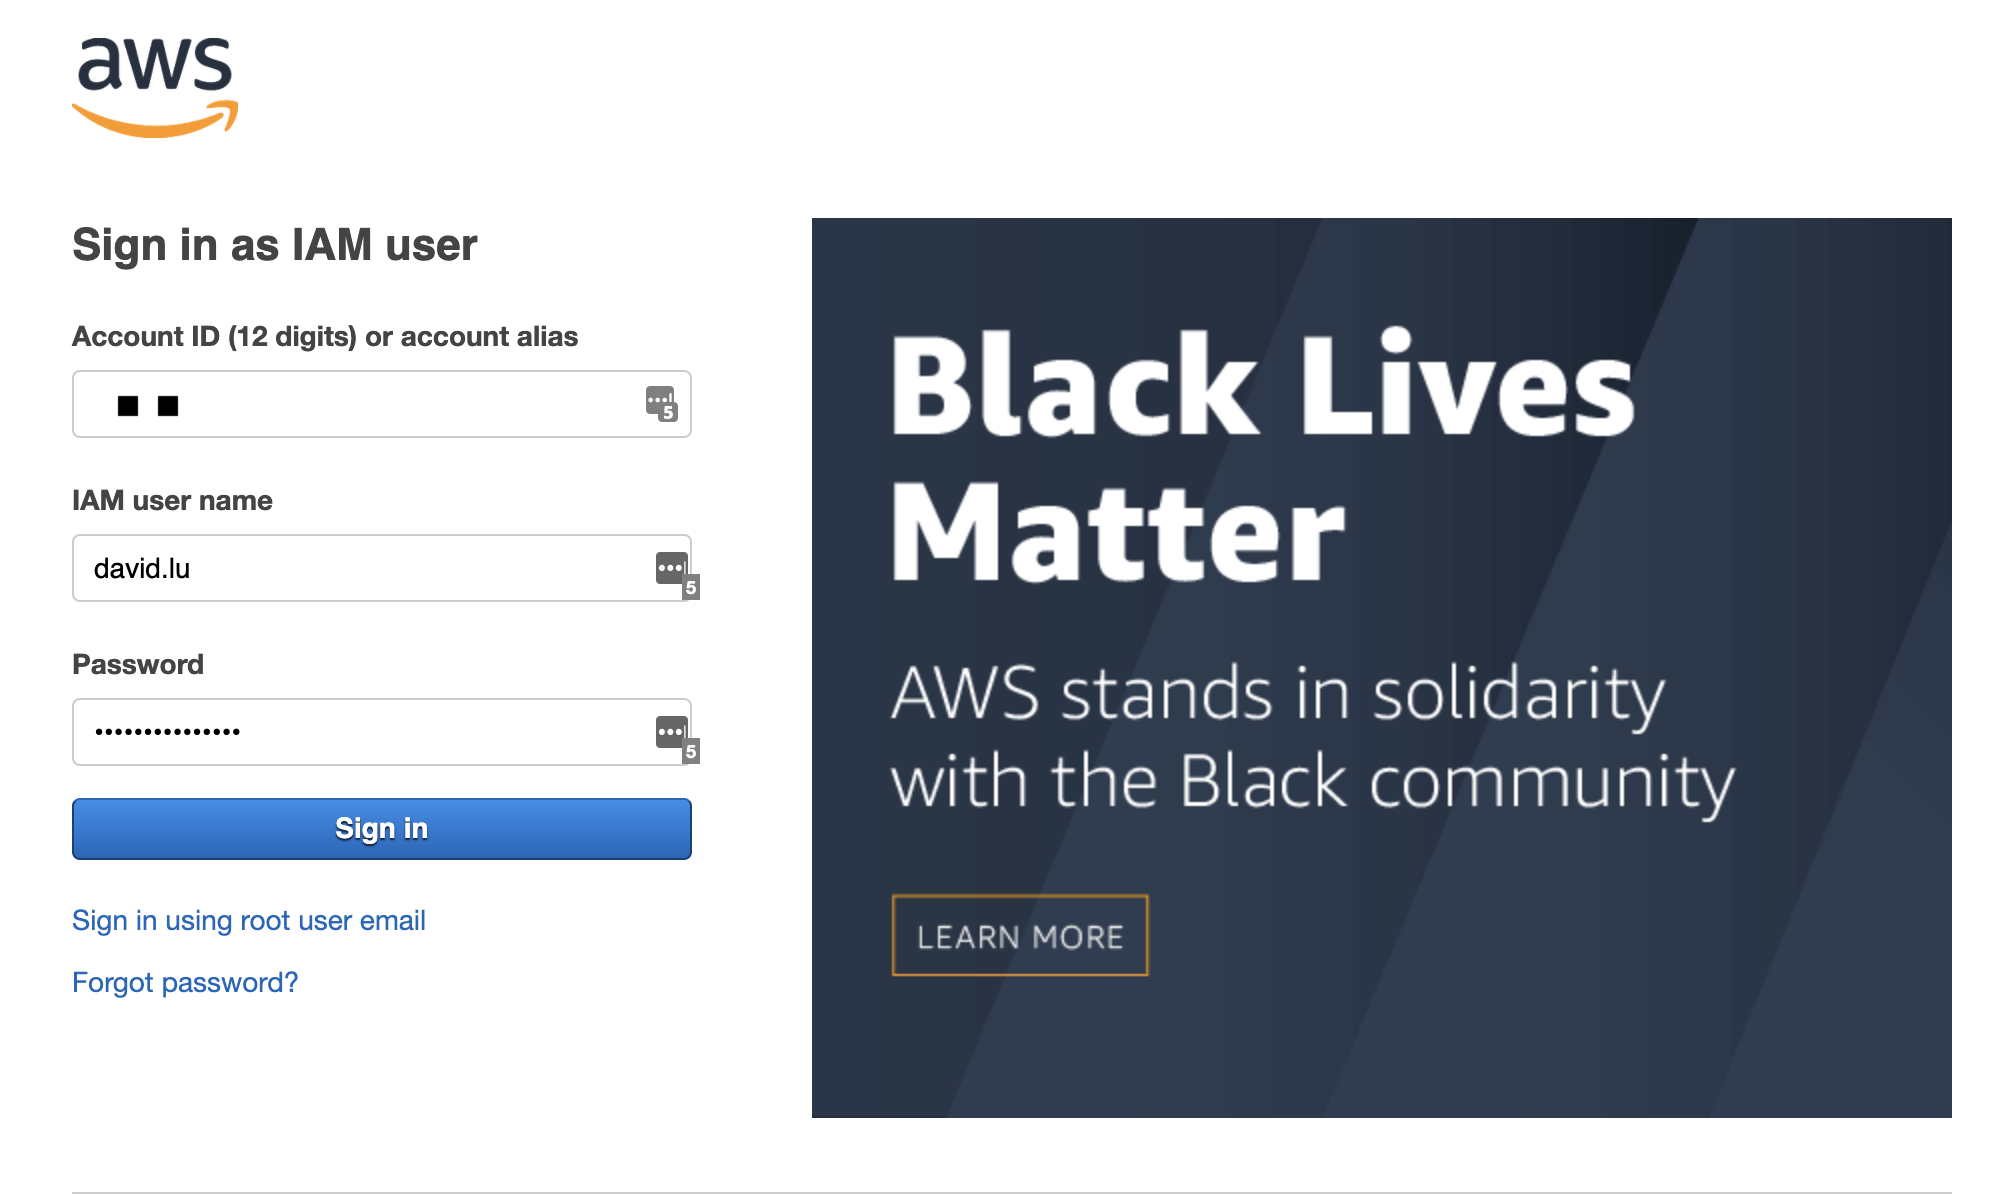 aws
Sign in as IAM user
Account ID (12 digits) or account alias
■ ■
5
IAM user name
david.lu
5
Password
•••••••••••••••
5
Sign in
Sign in using root user email
Forgot password?
Black Lives
Matter
AWS stands in solidarity
with the Black community
LEARN MORE